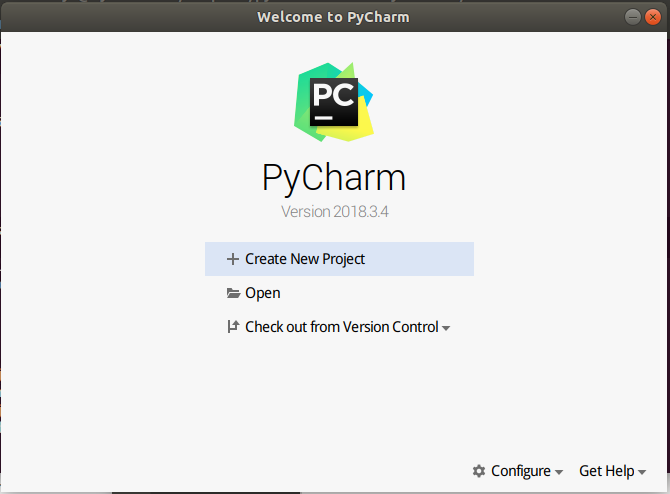 Welcome to PyCharm
PC
PyCharm
Version 2018.3.4
Create New Project
Open
Check out from Version Control
Configure
Get Help